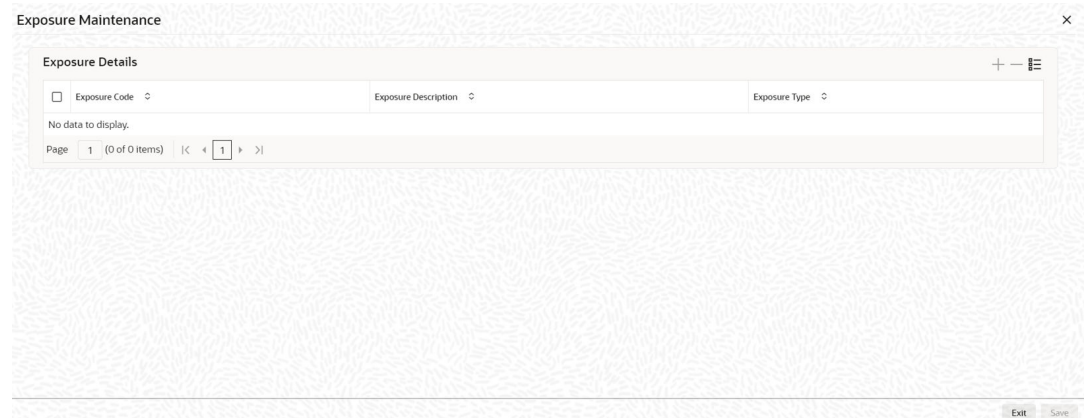 Exposure Maintenance
Exposure Details
Exposure Code Exposure Description Exposure Type
No data to display.
Page 1 (0 of 0 items) 1
Exit Save